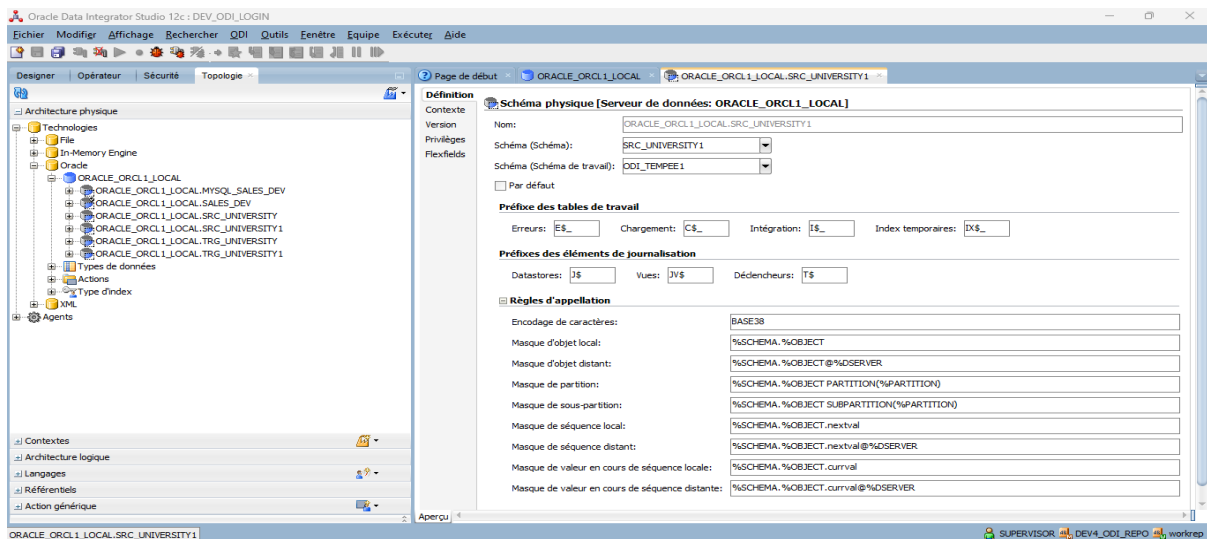 Oracle Data Integrator Studio 12c : DEV_ODI_LOGIN
Fichier Modifier Affichage Rechercher ODI Outils Fenêtre Equipe Exécuter Aide
Designer Opérateur Sécurité Topologie
Page de début ORACLE_ORCL1_LOCAL ORACLE_ORCL1_LOCAL.SRC_UNIVERSITY1
Architecture physique
Technologies
File
In-Memory Engine
Oracle
ORACLE_ORCL1_LOCAL
ORACLE_ORCL1_LOCAL.MYSQL_SALES_DEV
ORACLE_ORCL1_LOCAL.SALES_DEV
ORACLE_ORCL1_LOCAL.SRC_UNIVERSITY
ORACLE_ORCL1_LOCAL.SRC_UNIVERSITY1
ORACLE_ORCL1_LOCAL.TRG_UNIVERSITY
ORACLE_ORCL1_LOCAL.TRG_UNIVERSITY1
Types de données
Actions
Type d'index
XML
Agents
Contextes
Architecture logique
Langages
Référentiels
Action générique
Définition
Contexte
Version
Privilèges
Flexfields
Schéma physique [Serveur de données: ORACLE_ORCL1_LOCAL]
Nom: ORACLE_ORCL1_LOCAL.SRC_UNIVERSITY1
Schéma (Schéma): SRC_UNIVERSITY1
Schéma (Schéma de travail): ODI_TEMPEE1
Par défaut
Préfixe des tables de travail
Erreurs: E$_ Chargement: C$_ Intégration: I$_ Index temporaires: IX$_
Préfixes des éléments de journalisation
Datastores: J$ Vues: JV$ Déclencheurs: T$
Règles d'appellation
Encodage de caractères: BASE38
Masque d'objet local: %SCHEMA.%OBJECT
Masque d'objet distant: %SCHEMA.%OBJECT@%DSERVER
Masque de partition: %SCHEMA.%OBJECT PARTITION(%PARTITION)
Masque de sous-partition: %SCHEMA.%OBJECT SUBPARTITION(%PARTITION)
Masque de séquence local: %SCHEMA.%OBJECT.nextval
Masque de séquence distant: %SCHEMA.%OBJECT.nextval@%DSERVER
Masque de valeur en cours de séquence locale: %SCHEMA.%OBJECT.currval
Masque de valeur en cours de séquence distante: %SCHEMA.%OBJECT.currval@%DSERVER
Aperçu
ORACLE_ORCL1_LOCAL.SRC_UNIVERSITY1
SUPERVISOR DEV4_ODI_REPO workrep